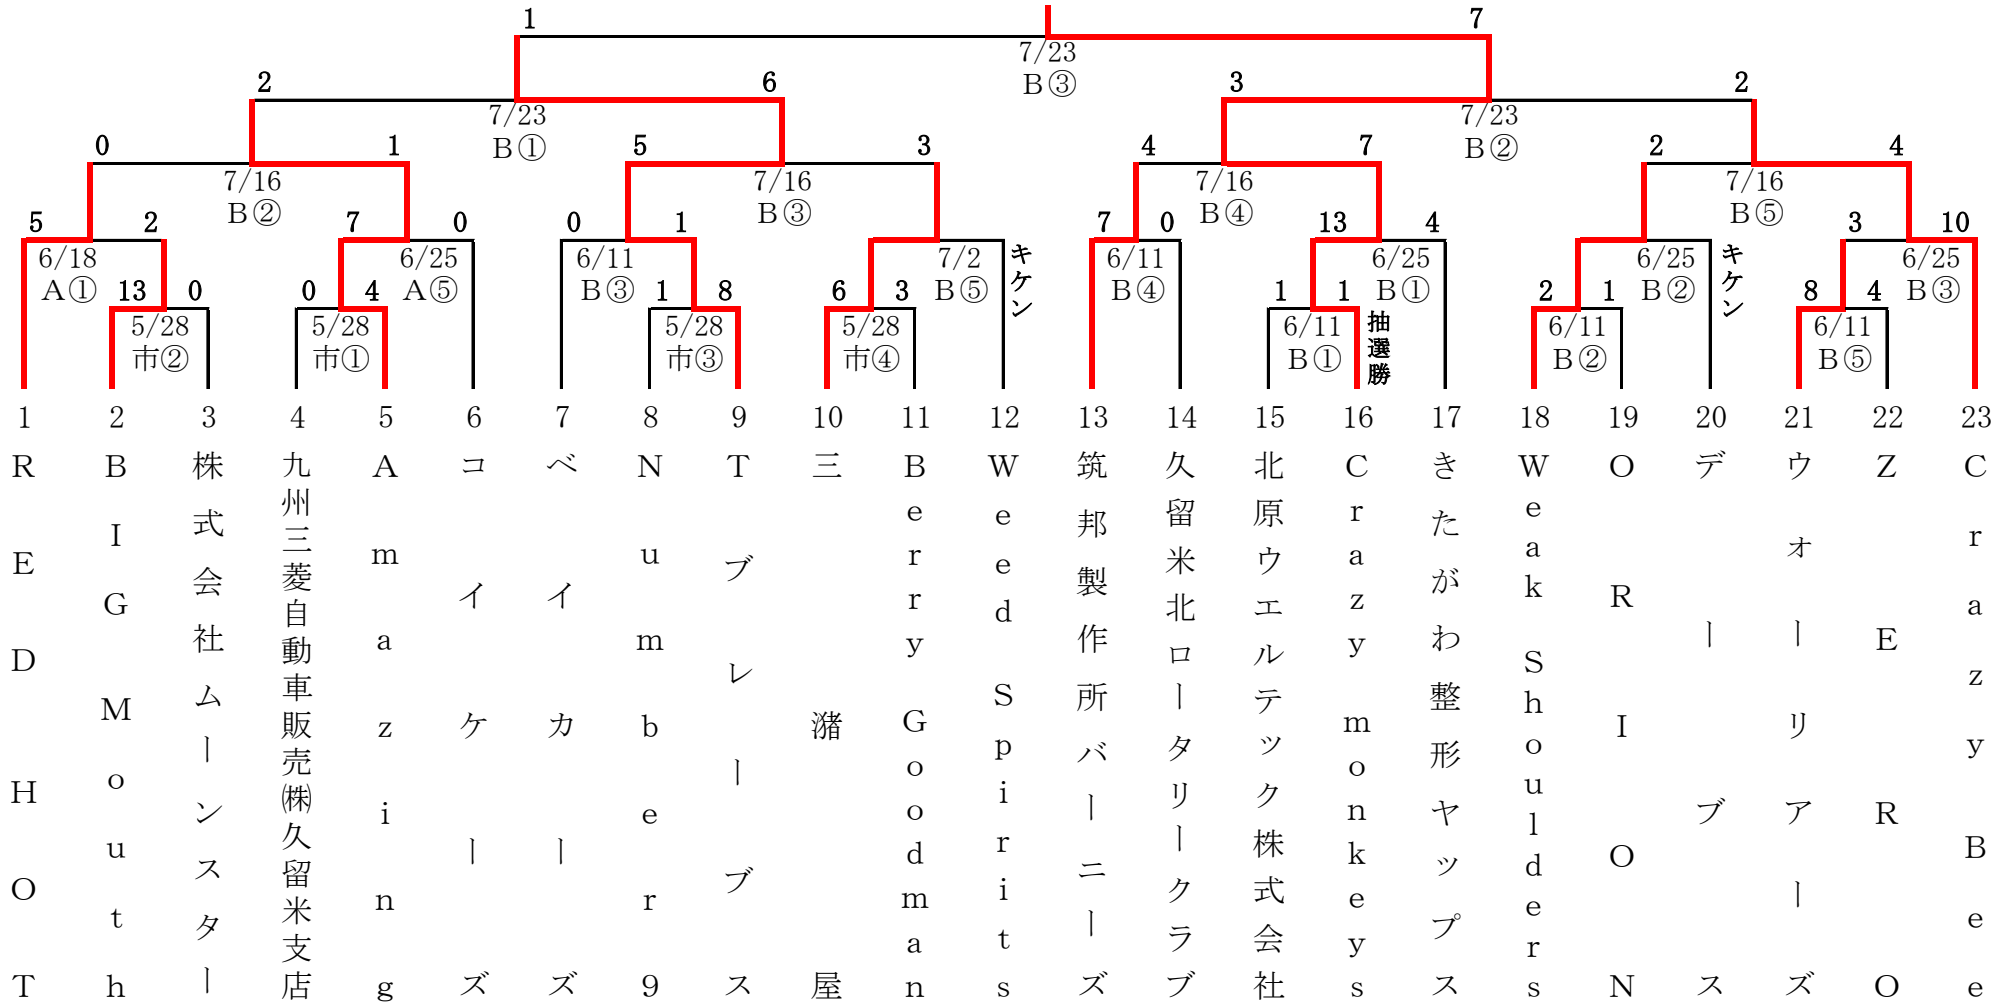 1 7
7/23
B③
2 6 3 2
7/23 7/23
B① B②
0 1 5 3 4 7 2 4
7/16 7/16 7/16 7/16
B② B③ B④ B⑤
5 2 7 0 0 1 キケン 7 0 13 4 キケン 3 10
6/18 6/25 6/11 7/2 6/11 6/25 6/25 6/25
A① A⑤ B③ B⑤ B④ B① B② B③
13 0 0 4 1 8 6 3 1 1 抽選勝 2 1 8 4
5/28 5/28 5/28 5/28 6/11 6/11 6/11
市② 市① 市③ 市④ B① B② B⑤
1 2 3 4 5 6 7 8 9 10 11 12 13 14 15 16 17 18 19 20 21 22 23
RED HOT
BIG Mouth
株式会社ムーンスター
九州三菱自動車販売㈱久留米支店
Amazing
コイケーズ
ベイカーズ
Number9
Tブレーブス
三潴屋
Berry Goodman
Weed Spirits
筑邦製作所バーニーズ
久留米北ロータリークラブ
北原ウエルテック株式会社
Crazy monkeys
きたがわ整形ヤップス
Weak Shoulders
ORION
デーブス
ウォーリアーズ
ZERO
Crazy Bee